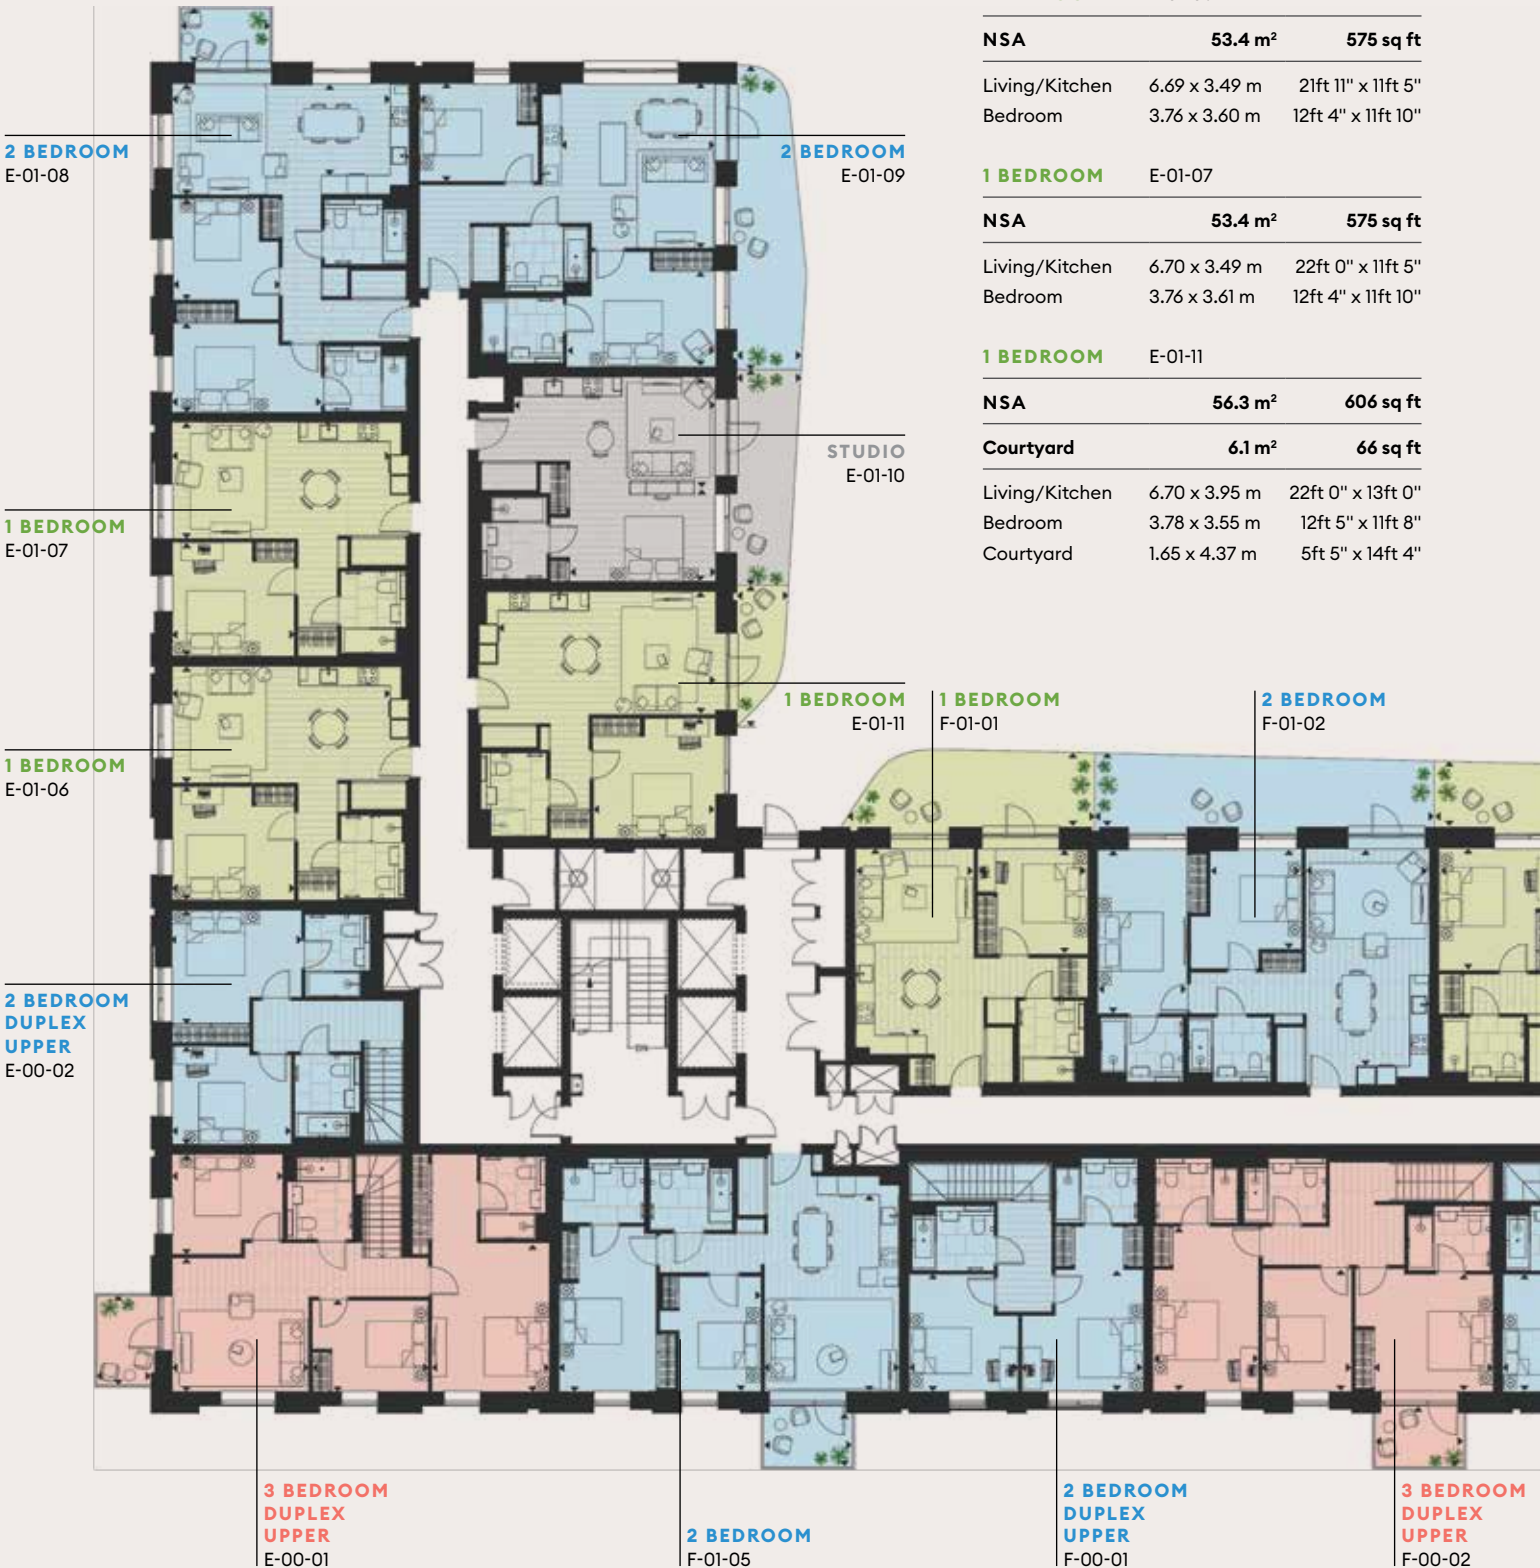 NSA 53.4 m² 575 sq ft
Living/Kitchen 6.69 x 3.49 m 21ft 11" x 11ft 5"
Bedroom 3.76 x 3.60 m 12ft 4" x 11ft 10"
1 BEDROOM E-01-07
NSA 53.4 m² 575 sq ft
Living/Kitchen 6.70 x 3.49 m 22ft 0" x 11ft 5"
Bedroom 3.76 x 3.61 m 12ft 4" x 11ft 10"
1 BEDROOM E-01-11
NSA 56.3 m² 606 sq ft
Courtyard 6.1 m² 66 sq ft
Living/Kitchen 6.70 x 3.95 m 22ft 0" x 13ft 0"
Bedroom 3.78 x 3.55 m 12ft 5" x 11ft 8"
Courtyard 1.65 x 4.37 m 5ft 5" x 14ft 4"
2 BEDROOM
E-01-08
2 BEDROOM
E-01-09
STUDIO
E-01-10
1 BEDROOM
E-01-07
1 BEDROOM
E-01-11
1 BEDROOM
F-01-01
2 BEDROOM
F-01-02
1 BEDROOM
E-01-06
2 BEDROOM
DUPLEX
UPPER
E-00-02
3 BEDROOM
DUPLEX
UPPER
E-00-01
2 BEDROOM
F-01-05
2 BEDROOM
DUPLEX
UPPER
F-00-01
3 BEDROOM
DUPLEX
UPPER
F-00-02